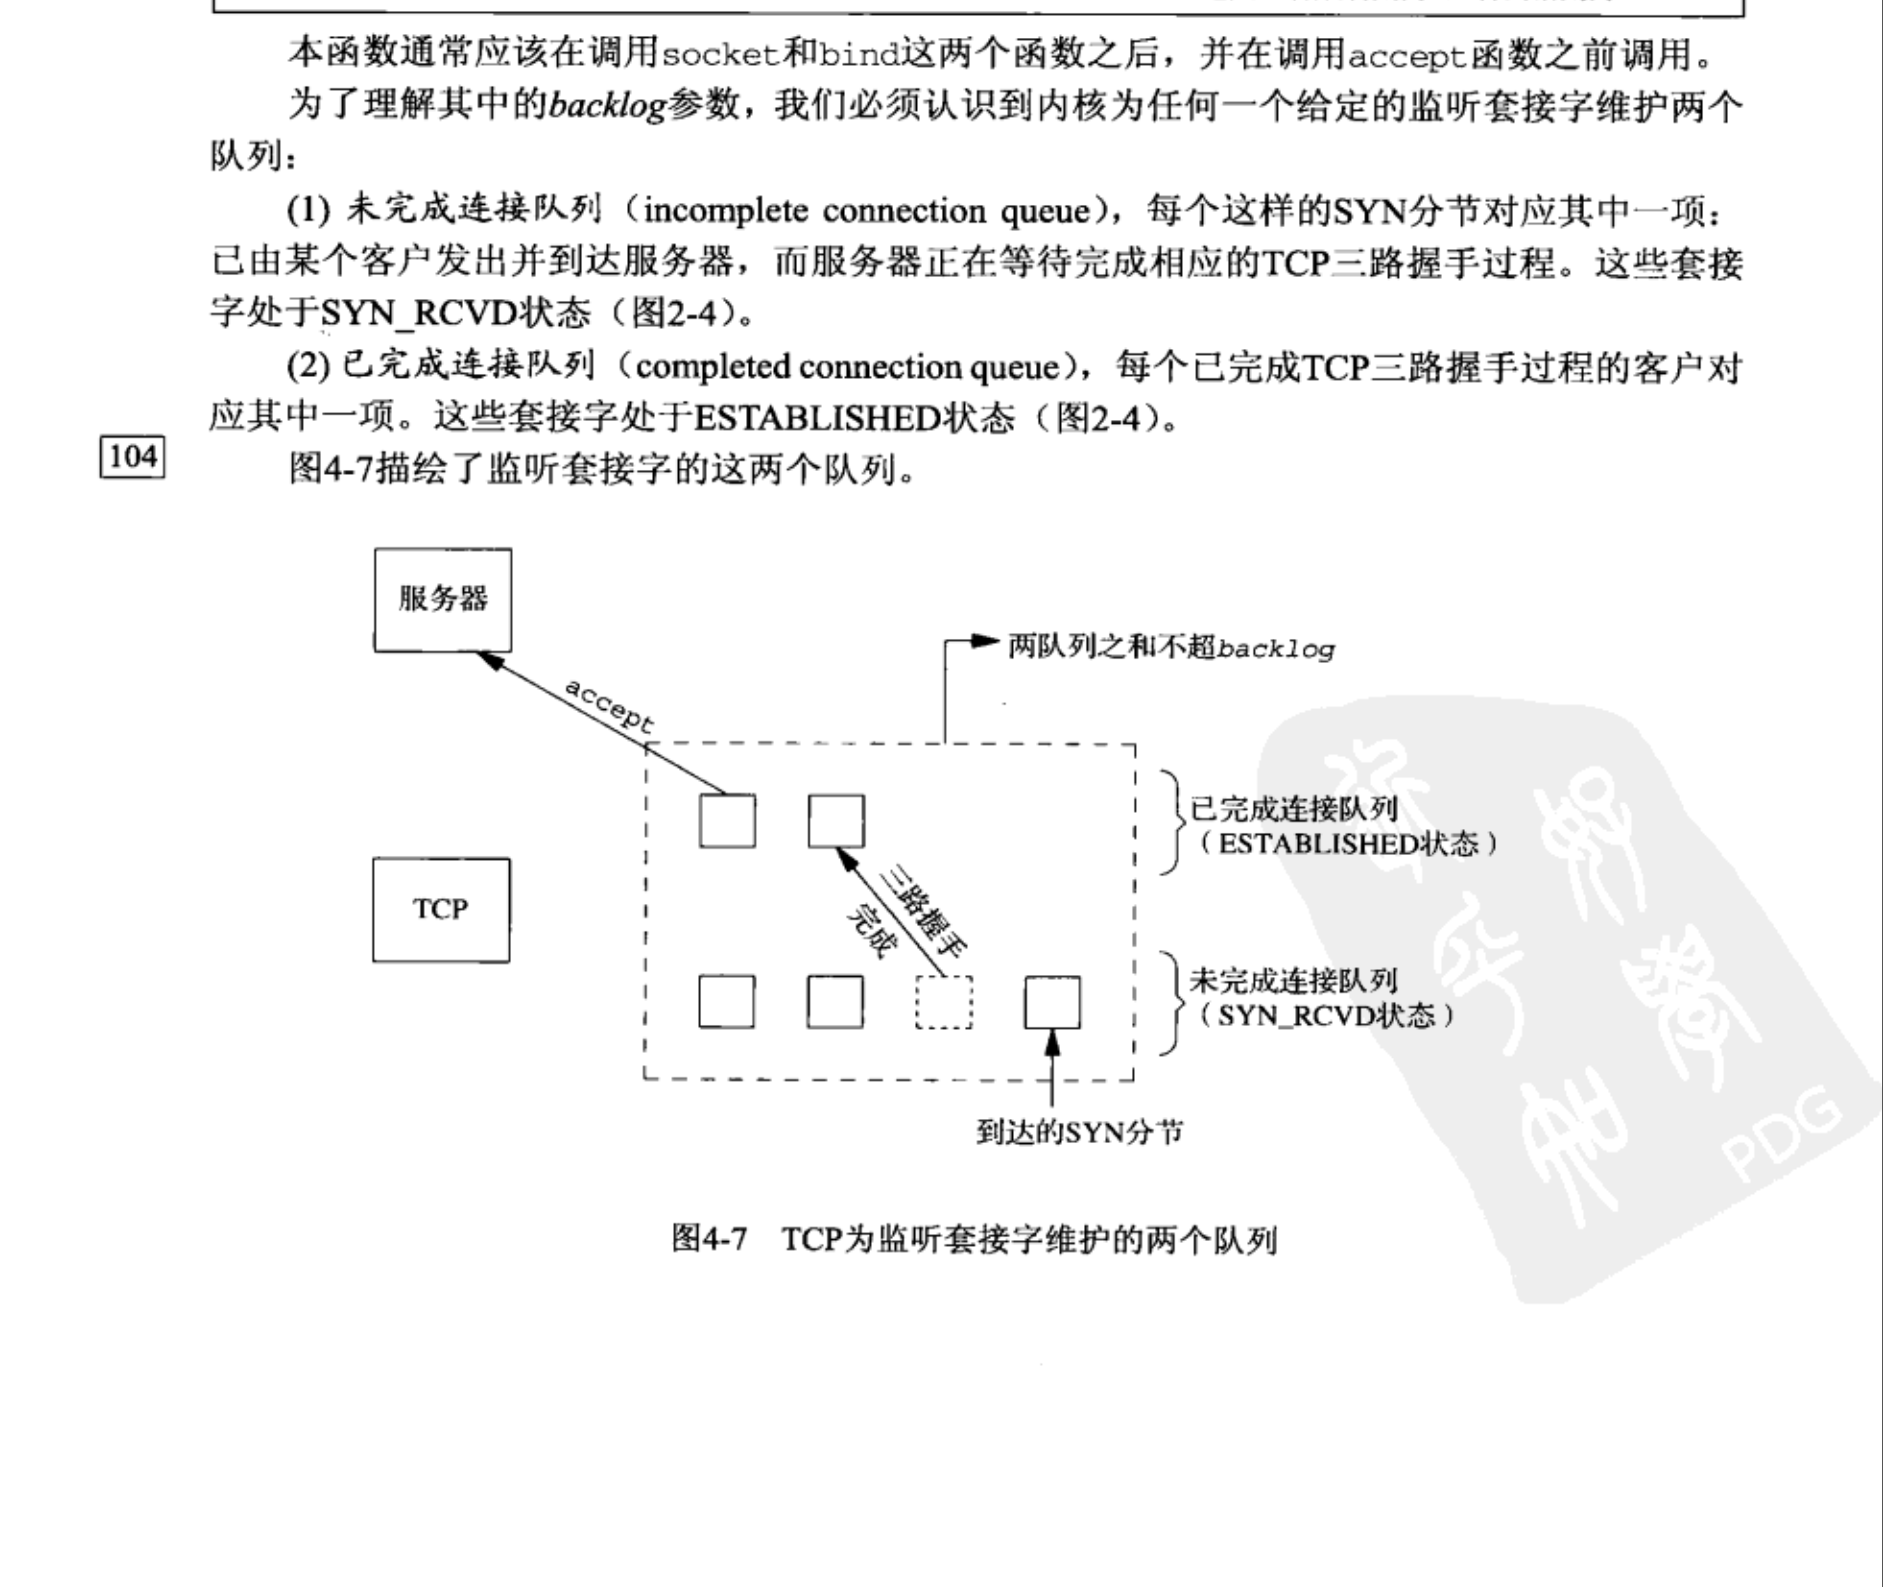 本函数通常应该在调用socket和bind这两个函数之后，并在调用accept函数之前调用。
为了理解其中的backlog参数，我们必须认识到内核为任何一个给定的监听套接字维护两个
队列：
(1) 未完成连接队列（incomplete connection queue），每个这样的SYN分节对应其中一项：
已由某个客户发出并到达服务器，而服务器正在等待完成相应的TCP三路握手过程。这些套接
字处于SYN_RCVD状态（图2-4）。
(2) 已完成连接队列（completed connection queue），每个已完成TCP三路握手过程的客户对
应其中一项。这些套接字处于ESTABLISHED状态（图2-4）。
104
图4-7描绘了监听套接字的这两个队列。
服务器
两队列之和不超backlog
accept
已完成连接队列
（ESTABLISHED状态）
三路握手
完成
TCP
未完成连接队列
（SYN_RCVD状态）
到达的SYN分节
PDG
图4-7 TCP为监听套接字维护的两个队列